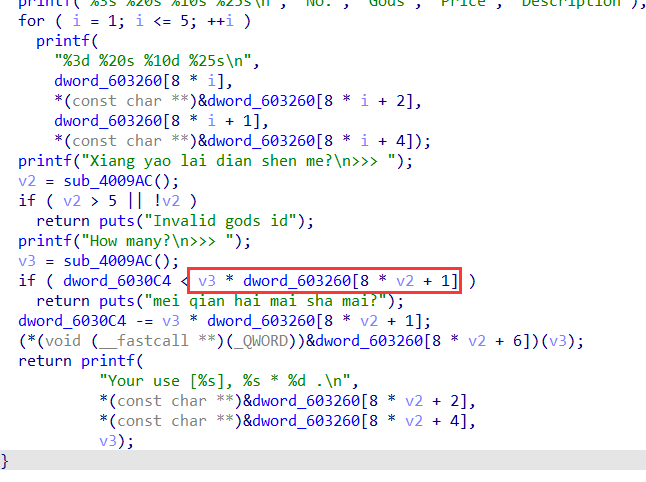 printf("%3s %20s %10s %25s\n", "No.", "Gods", "Price", "Description");
for ( i = 1; i <= 5; ++i )
printf(
"%3d %20s %10d %25s\n",
dword_603260[8 * i],
*(const char **)&dword_603260[8 * i + 2],
dword_603260[8 * i + 1],
*(const char **)&dword_603260[8 * i + 4]);
printf("Xiang yao lai dian shen me?\n>>> ");
v2 = sub_4009AC();
if ( v2 > 5 || !v2 )
return puts("Invalid gods id");
printf("How many?\n>>> ");
v3 = sub_4009AC();
if ( dword_6030C4 < v3 * dword_603260[8 * v2 + 1] )
return puts("mei qian hai mai sha mai?");
dword_6030C4 -= v3 * dword_603260[8 * v2 + 1];
(*(void (__fastcall **)(_QWORD))&dword_603260[8 * v2 + 6])(v3);
return printf(
"Your use [%s], %s * %d .\n",
*(const char **)&dword_603260[8 * v2 + 2],
*(const char **)&dword_603260[8 * v2 + 4],
v3);
}